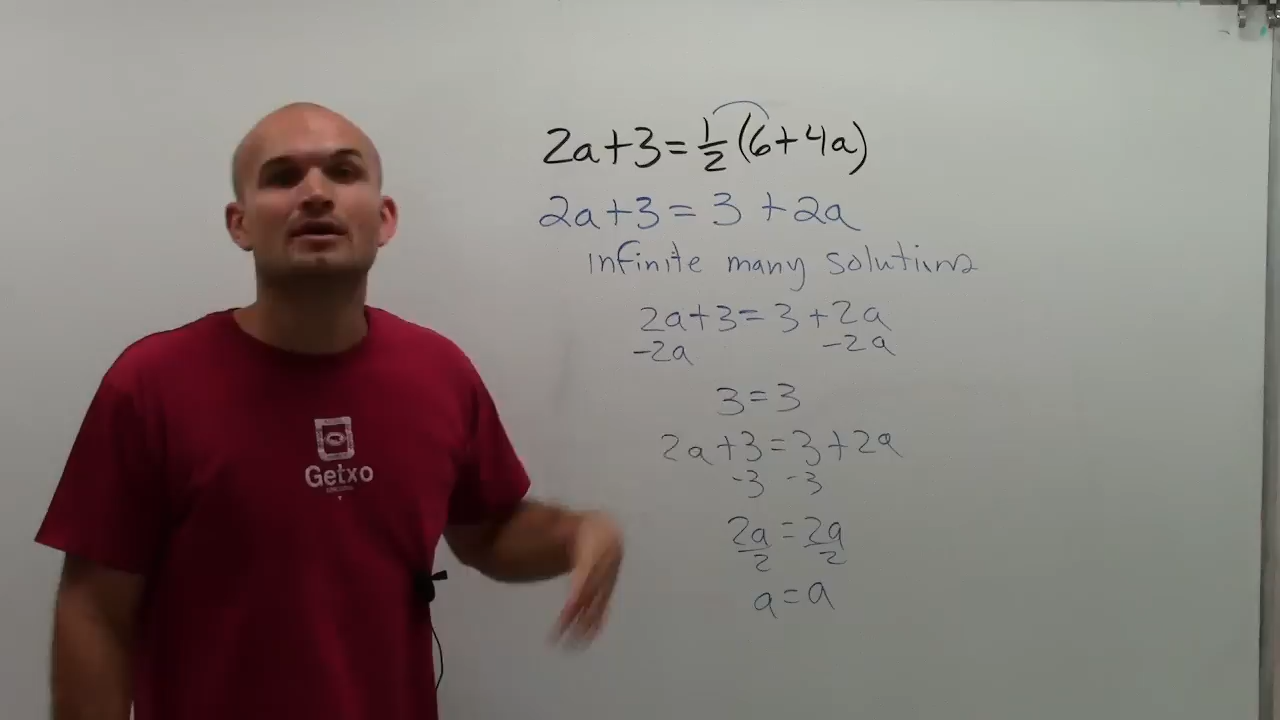 2a+3=1/2(6+4a)
2a+3=3+2a
infinite many solutions
2a+3=3+2a
-2a -2a
3=3
2a+3=3+2a
-3 -3
2a/2=2a/2
a=a
Getxo